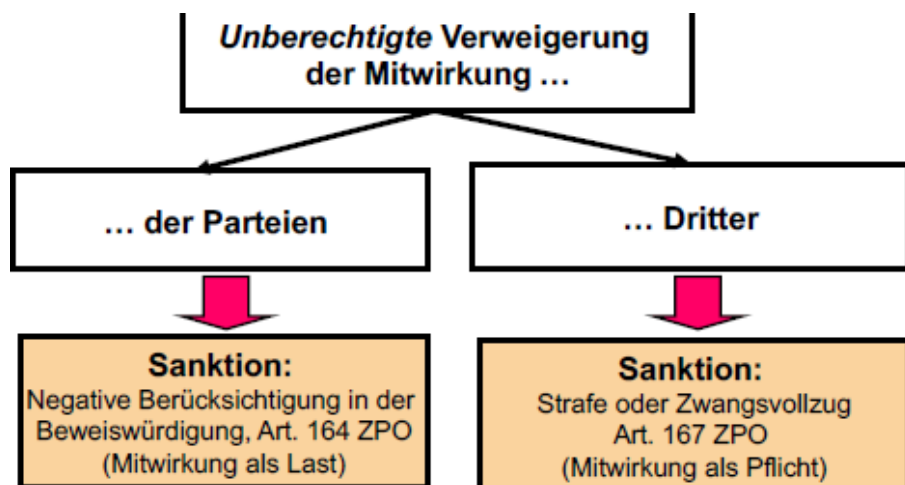 Unberechtigte Verweigerung
der Mitwirkung …
… der Parteien
… Dritter
Sanktion:
Negative Berücksichtigung in der
Beweiswürdigung, Art. 164 ZPO
(Mitwirkung als Last)
Sanktion:
Strafe oder Zwangsvollzug
Art. 167 ZPO
(Mitwirkung als Pflicht)